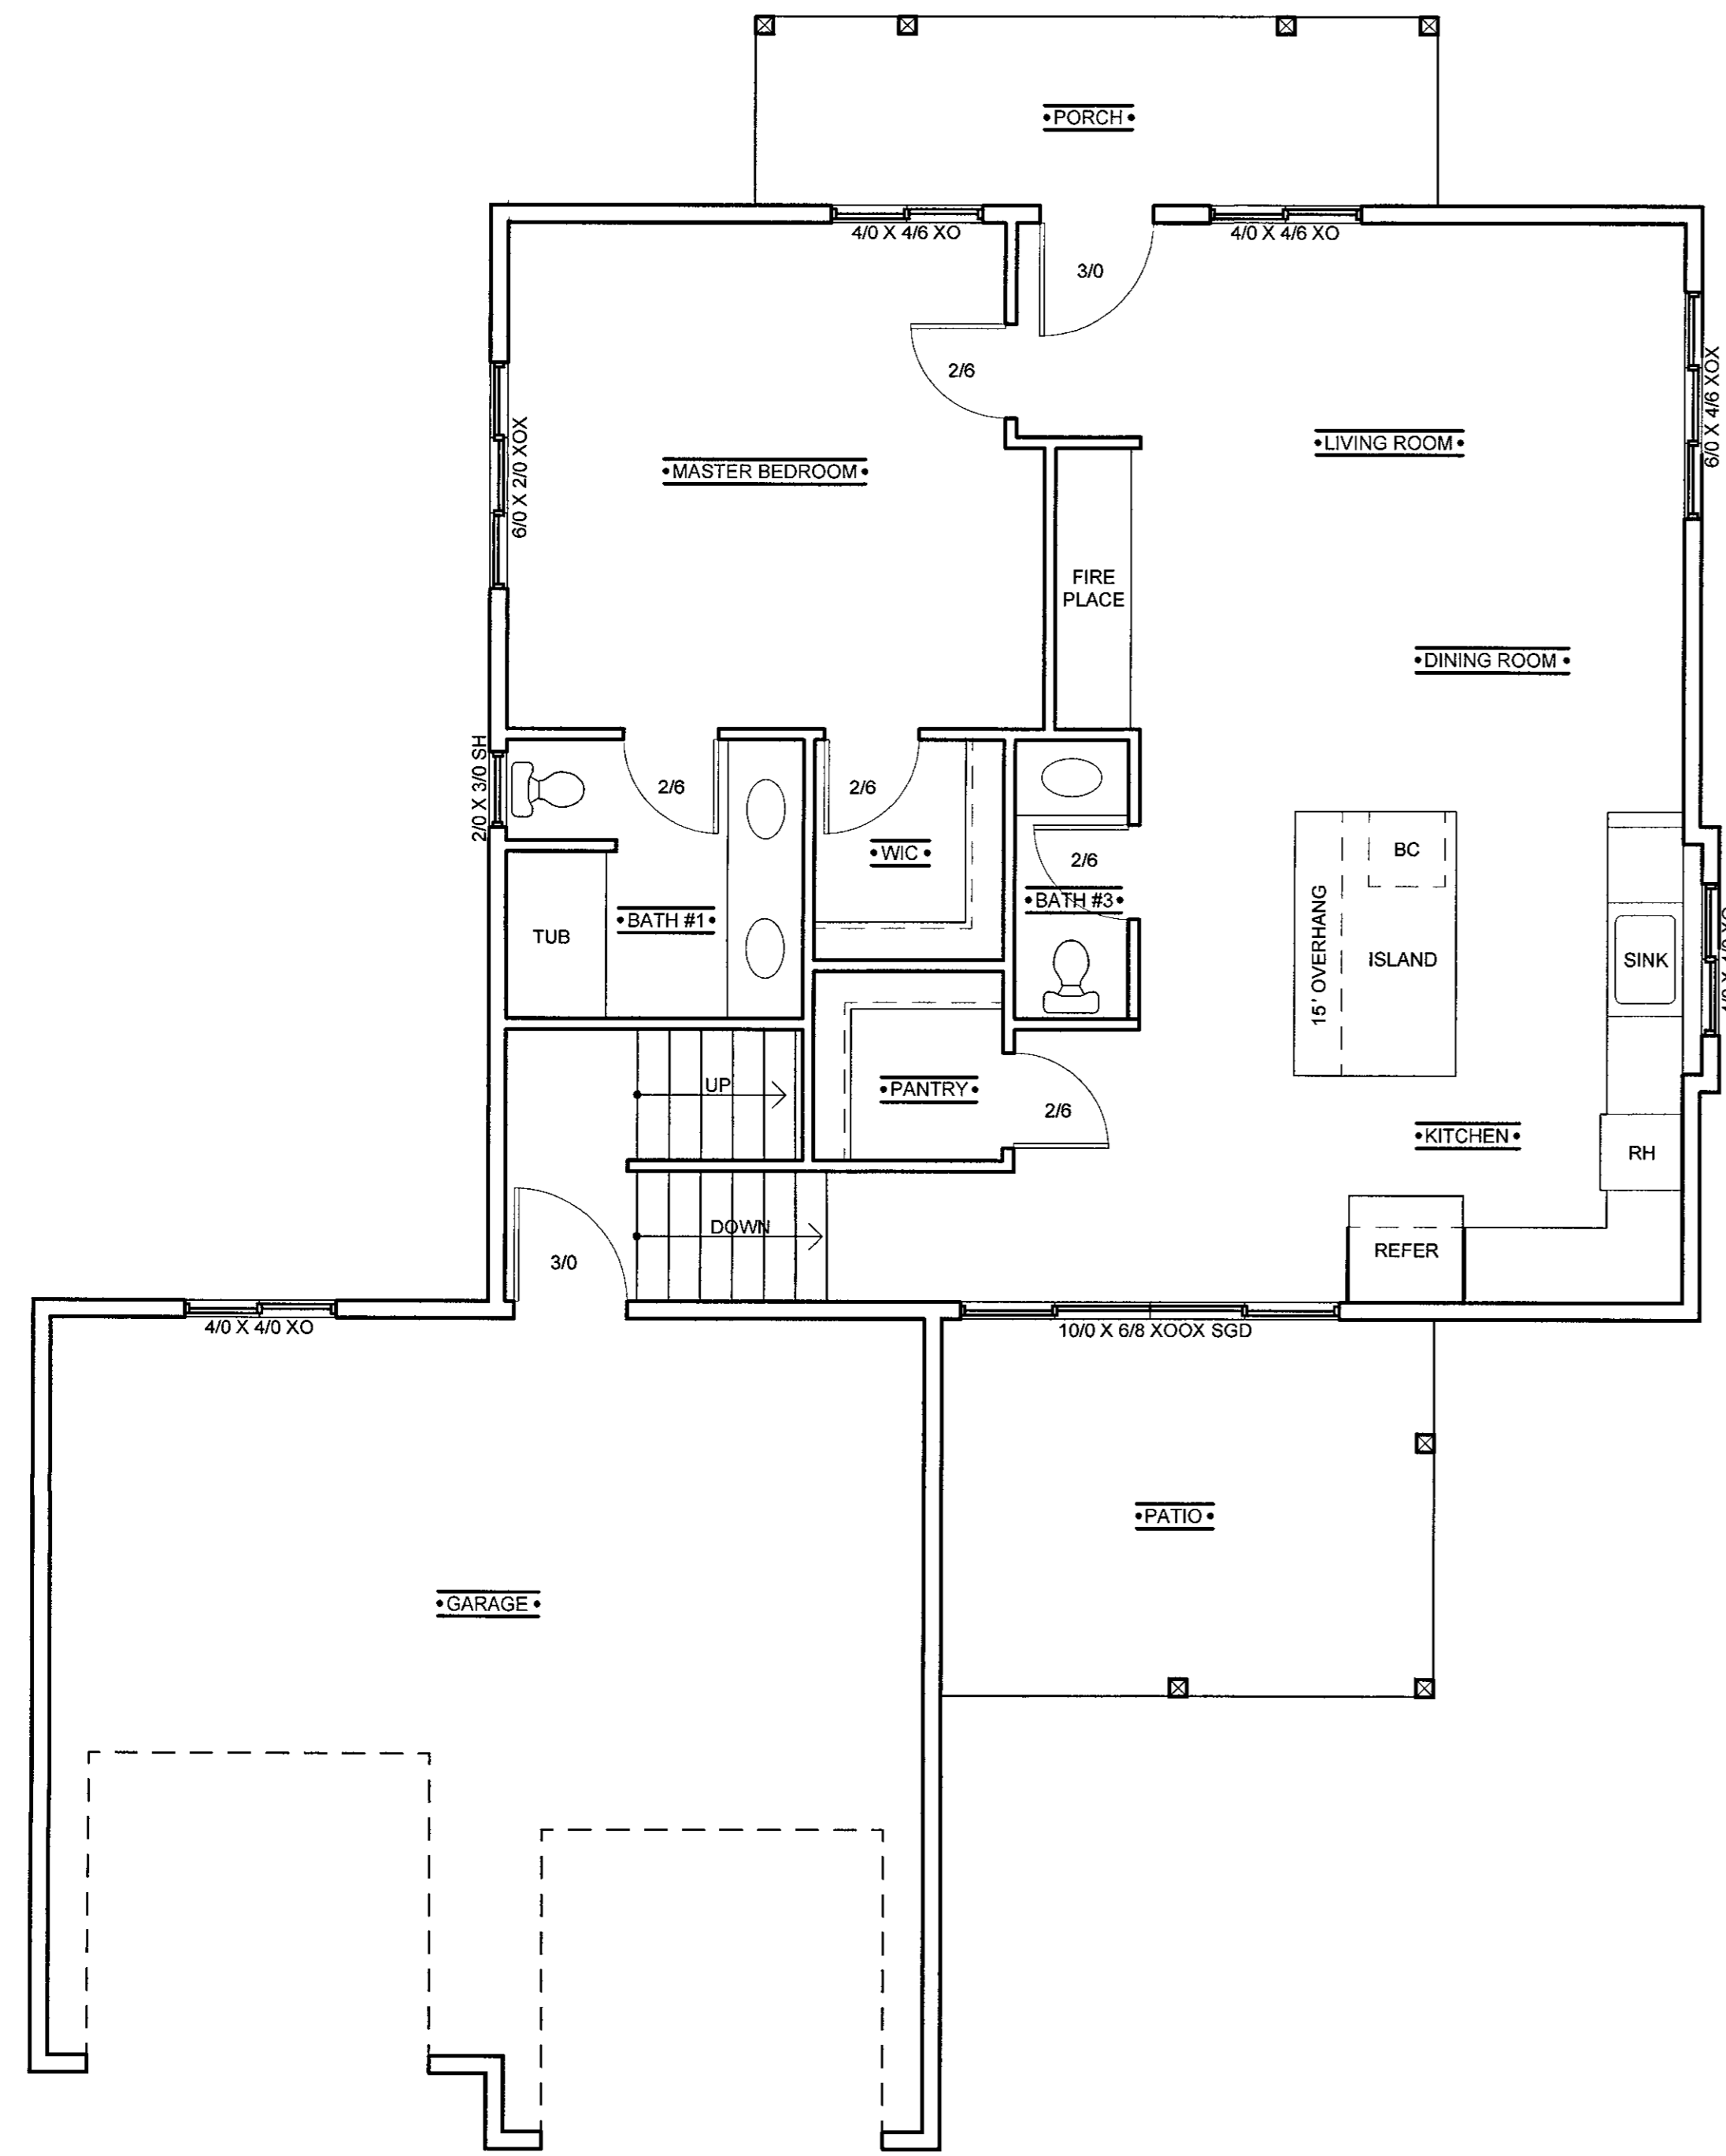 •PORCH•
4/0 X 4/6 XO
4/0 X 4/6 XO
3/0
2/6
6/0 X 4/6 XOX
•LIVING ROOM•
•MASTER BEDROOM•
6/0 X 2/0 XOX
FIRE
PLACE
•DINING ROOM•
2/0 X 3/0 SH
2/6
2/6
•WIC•
2/6
BC
•BATH #3•
•BATH #1•
TUB
15' OVERHANG
ISLAND
SINK
UP
•PANTRY•
2/6
•KITCHEN•
RH
DOWN
3/0
REFER
4/0 X 4/0 XO
10/0 X 6/8 XOOX SGD
•PATIO•
•GARAGE•